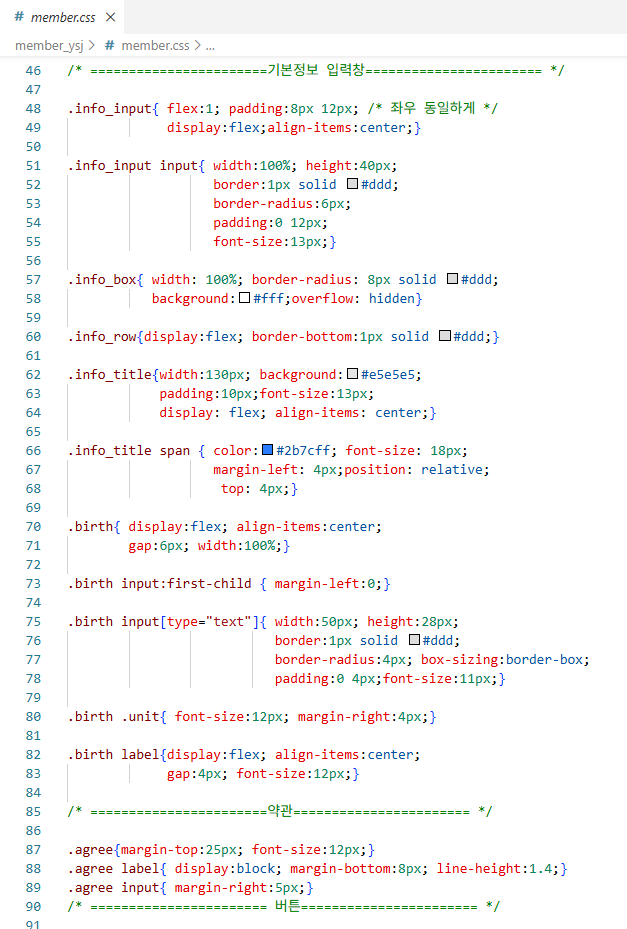 # member.css ×
member_ysj > # member.css > ...
46 /* =======================기본정보 입력창======================= */
47
48 .info_input{ flex:1; padding:8px 12px; /* 좌우 동일하게 */
49 display:flex;align-items:center;}
50
51 .info_input input{ width:100%; height:40px;
52 border:1px solid #ddd;
53 border-radius:6px;
54 padding:0 12px;
55 font-size:13px;}
56
57 .info_box{ width: 100%; border-radius: 8px solid #ddd;
58 background:#fff;overflow: hidden}
59
60 .info_row{display:flex; border-bottom:1px solid #ddd;}
61
62 .info_title{width:130px; background:#e5e5e5;
63 padding:10px;font-size:13px;
64 display: flex; align-items: center;}
65
66 .info_title span { color:#2b7cff; font-size: 18px;
67 margin-left: 4px;position: relative;
68 top: 4px;}
69
70 .birth{ display:flex; align-items:center;
71 gap:6px; width:100%;}
72
73 .birth input:first-child { margin-left:0;}
74
75 .birth input[type="text"]{ width:50px; height:28px;
76 border:1px solid #ddd;
77 border-radius:4px; box-sizing:border-box;
78 padding:0 4px;font-size:11px;}
79
80 .birth .unit{ font-size:12px; margin-right:4px;}
81
82 .birth label{display:flex; align-items:center;
83 gap:4px; font-size:12px;}
84
85 /* =======================약관======================= */
86
87 .agree{margin-top:25px; font-size:12px;}
88 .agree label{ display:block; margin-bottom:8px; line-height:1.4;}
89 .agree input{ margin-right:5px;}
90 /* ======================= 버튼======================= */
91